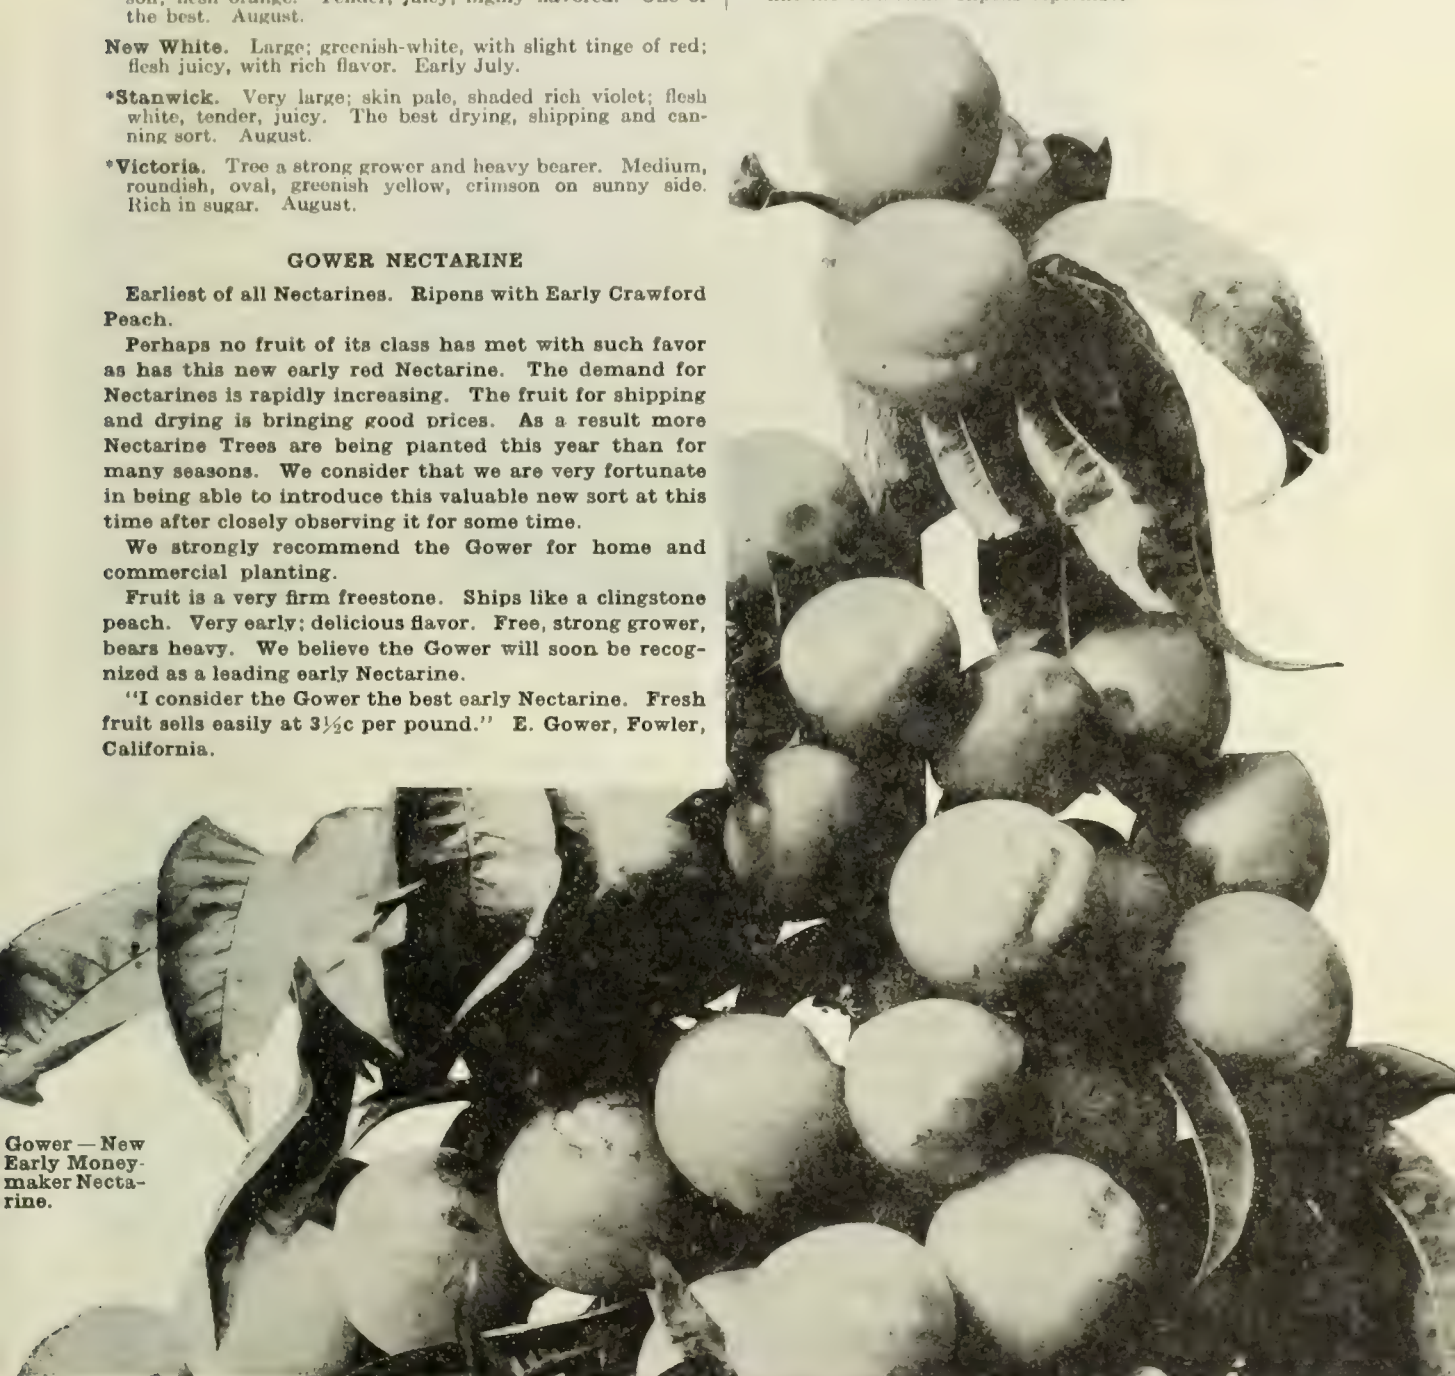 the best. August.
New White. Large; greenish-white, with slight tinge of red;
flesh juicy, with rich flavor. Early July.
*Stanwick. Very large; skin pale, shaded rich violet; flesh
white, tender, juicy. The best drying, shipping and can-
ning sort. August.
*Victoria. Tree a strong grower and heavy bearer. Medium,
roundish, oval, greenish yellow, crimson on sunny side.
Rich in sugar. August.
GOWER NECTARINE
Earliest of all Nectarines. Ripens with Early Crawford
Peach.
Perhaps no fruit of its class has met with such favor
as has this new early red Nectarine. The demand for
Nectarines is rapidly increasing. The fruit for shipping
and drying is bringing good prices. As a result more
Nectarine Trees are being planted this year than for
many seasons. We consider that we are very fortunate
in being able to introduce this valuable new sort at this
time after closely observing it for some time.
We strongly recommend the Gower for home and
commercial planting.
Fruit is a very firm freestone. Ships like a clingstone
peach. Very early; delicious flavor. Free, strong grower,
bears heavy. We believe the Gower will soon be recog-
nized as a leading early Nectarine.
"I consider the Gower the best early Nectarine. Fresh
fruit sells easily at 3½c per pound." E. Gower, Fowler,
California.
Gower — New
Early Money-
maker Necta-
rine.